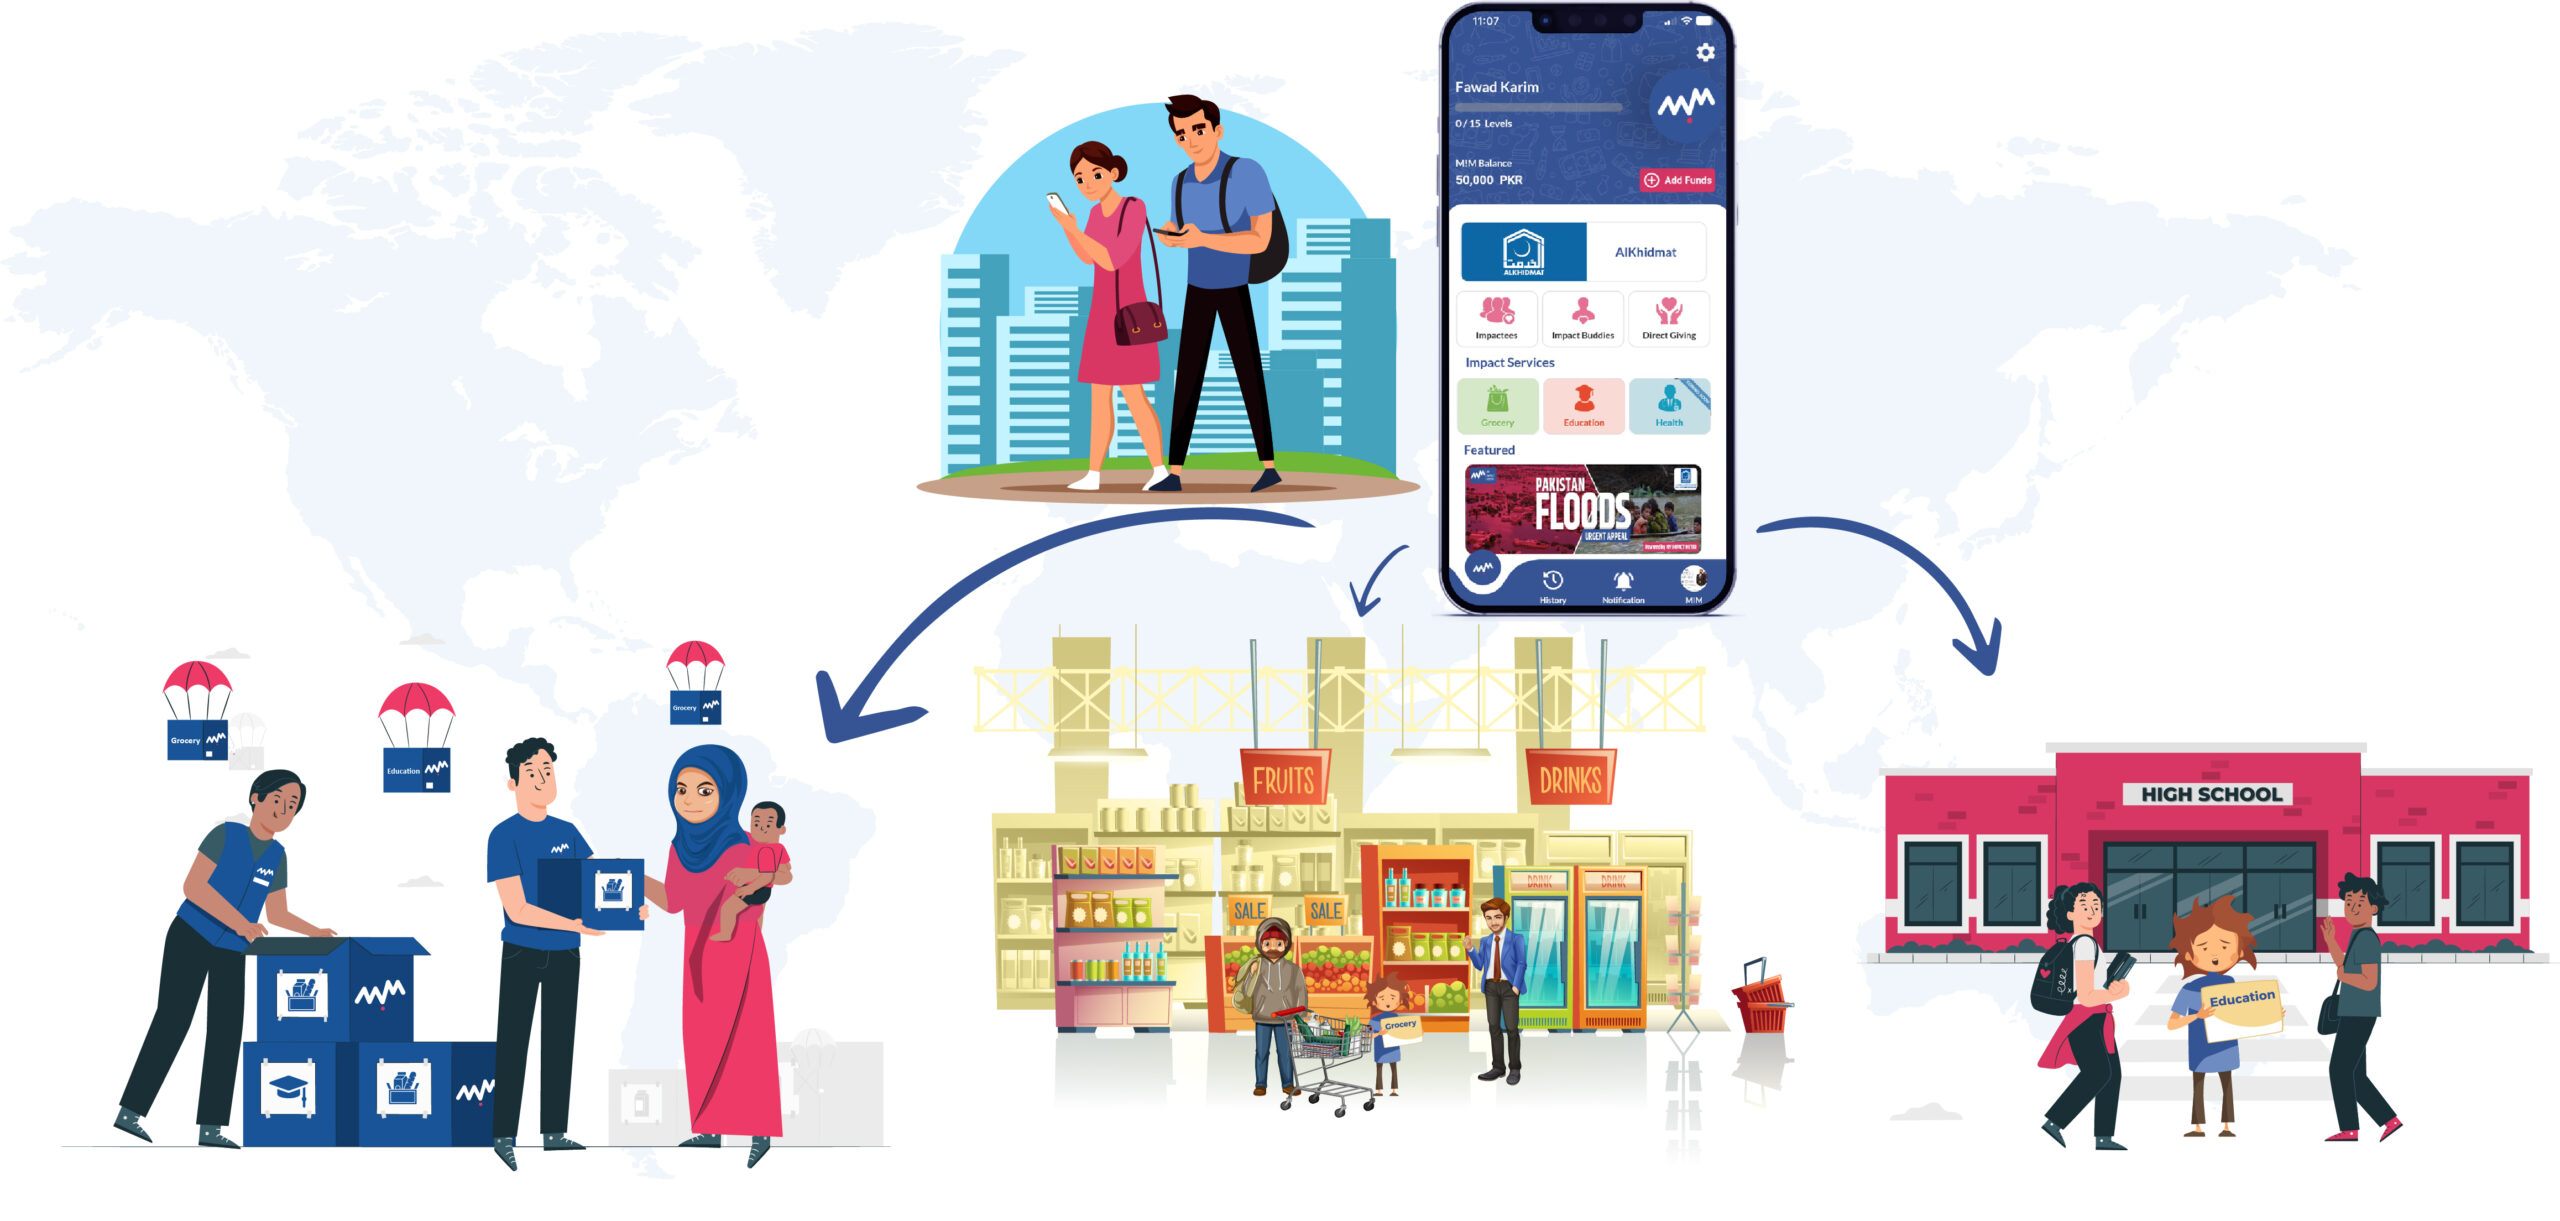 11:07
Fawad Karim
0 / 15 Levels
M!M Balance
50,000 PKR
Add Funds
الخدمت
ALKHIDMAT
AlKhidmat
Impactees
Impact Buddies
Direct Giving
Impact Services
Grocery
Education
Health
Featured
PAKISTAN
FLOODS
URGENT APPEAL
History
Notification
M!M
Grocery
Education
Grocery
FRUITS
DRINKS
DRINK
DRINK
SALE
SALE
Grocery
HIGH SCHOOL
Education